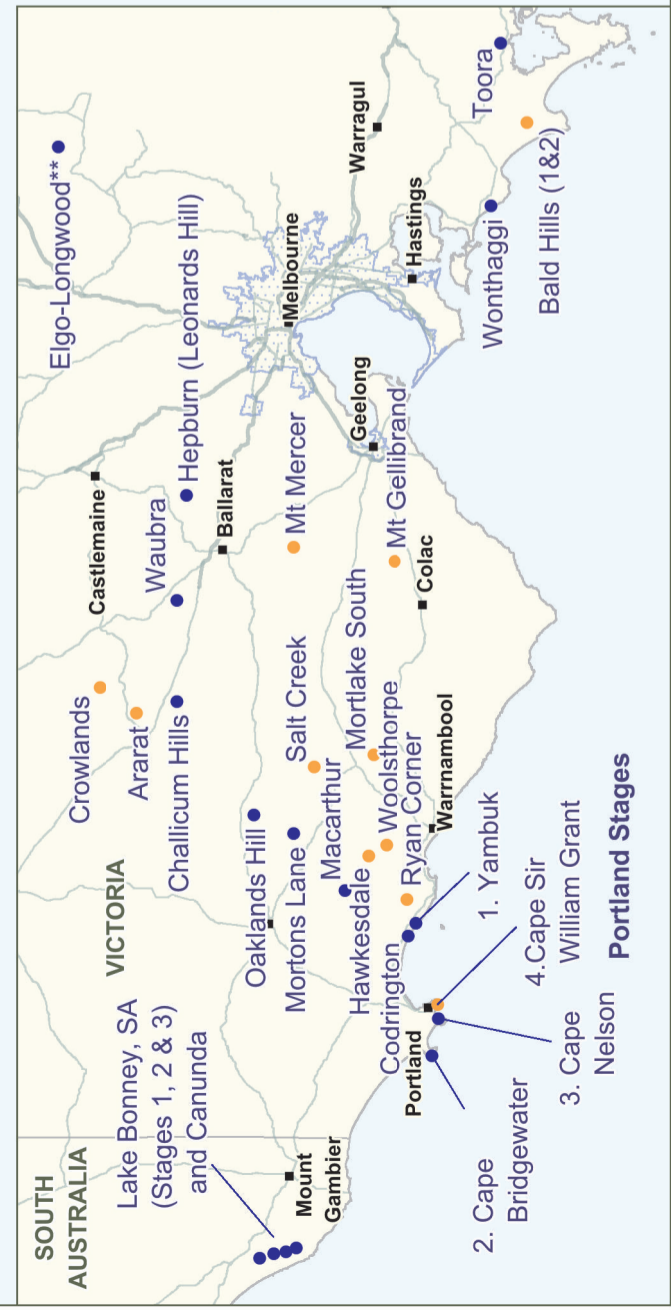 SOUTH
AUSTRALIA
Lake Bonney, SA
(Stages 1, 2 & 3)
and Canunda
Mount
Gambier
VICTORIA
Crowlands
Ararat
Challicum Hills
Castlemaine
Waubra
Hepburn (Leonards Hill)
Ballarat
Elgo-Longwood**
Melbourne
Mt Mercer
Oaklands Hill
Mortons Lane
Salt Creek
Macarthur
Hawkesdale
Mortlake South
Woolsthorpe
Ryan Corner
Codrington
Portland
Warrnambool
Geelong
Mt Gellibrand
Colac
Hastings
Warragul
Toora
Wonthaggi
Bald Hills (1&2)
1. Yambuk
2. Cape
Bridgewater
3. Cape
Nelson
4.Cape Sir
William Grant
Portland Stages